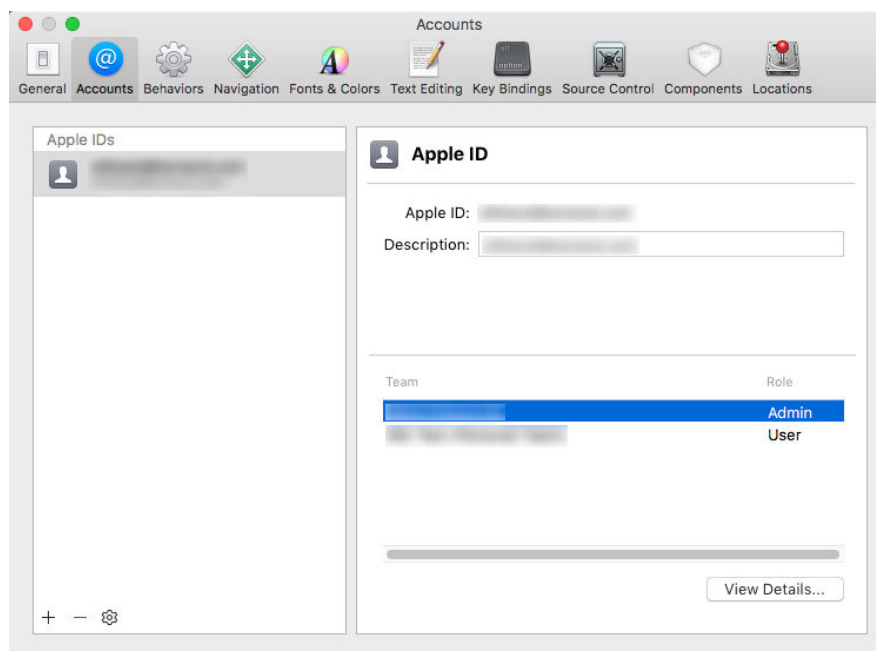 Accounts
General Accounts Behaviors Navigation Fonts & Colors Text Editing Key Bindings Source Control Components Locations
Apple IDs
Apple ID
Apple ID:
Description:
Team Role
Admin
User
View Details...